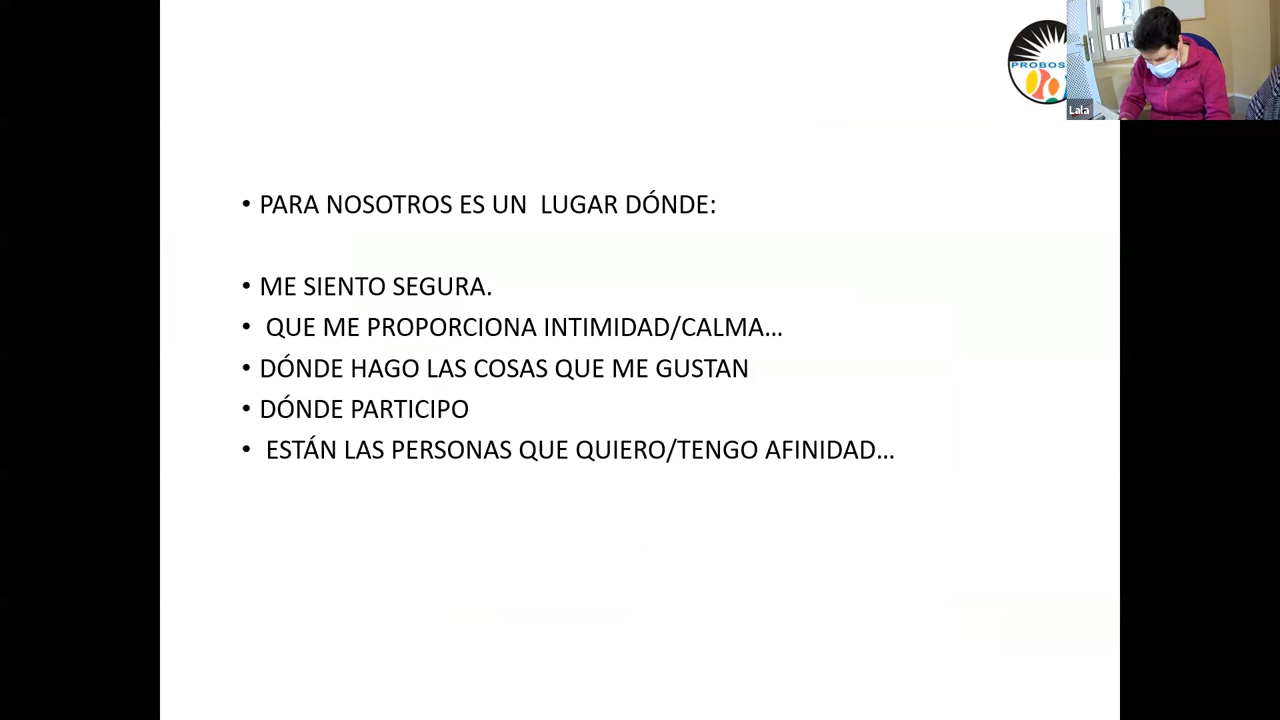 PROBOS
Lala
• PARA NOSOTROS ES UN  LUGAR DÓNDE:
• ME SIENTO SEGURA.
•  QUE ME PROPORCIONA INTIMIDAD/CALMA...
• DÓNDE HAGO LAS COSAS QUE ME GUSTAN
• DÓNDE PARTICIPO
•  ESTÁN LAS PERSONAS QUE QUIERO/TENGO AFINIDAD...